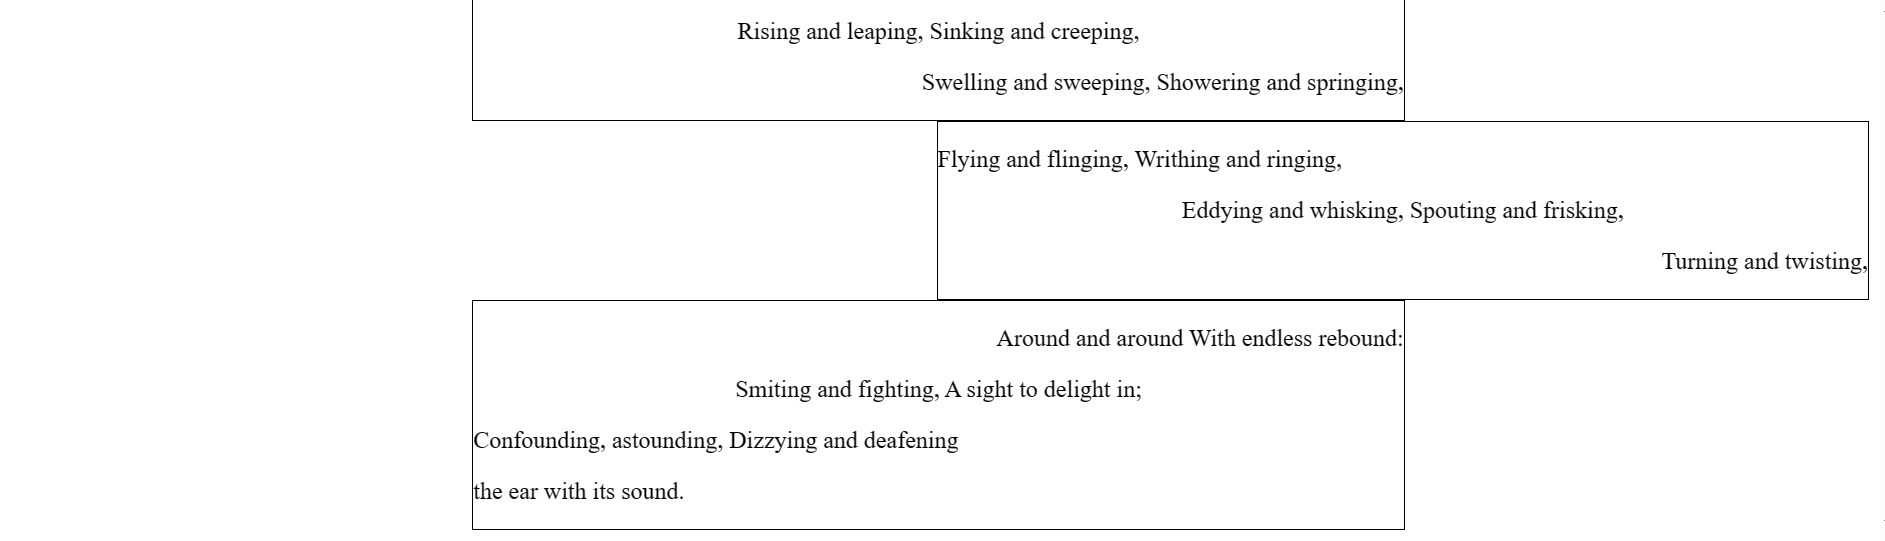 Rising and leaping, Sinking and creeping,
Swelling and sweeping, Showering and springing,
Flying and flinging, Writhing and ringing,
Eddying and whisking, Spouting and frisking,
Turning and twisting,
Around and around With endless rebound:
Smiting and fighting, A sight to delight in;
Confounding, astounding, Dizzying and deafening
the ear with its sound.